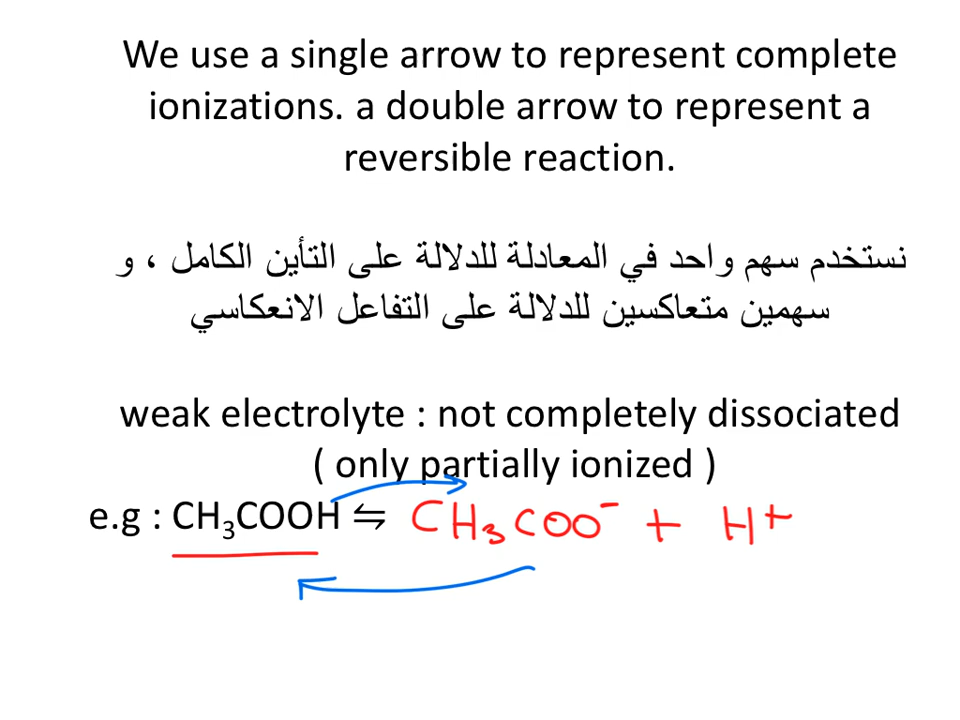 We use a single arrow to represent complete
ionizations. a double arrow to represent a
reversible reaction.
نستخدم سهم واحد في المعادلة للدلالة على التأين الكامل ، و
سهمين متعاكسين للدلالة على التفاعل الانعكاسي
weak electrolyte : not completely dissociated
( only partially ionized )
e.g : CH₃COOH ⇋ CH₃COO⁻ + H⁺